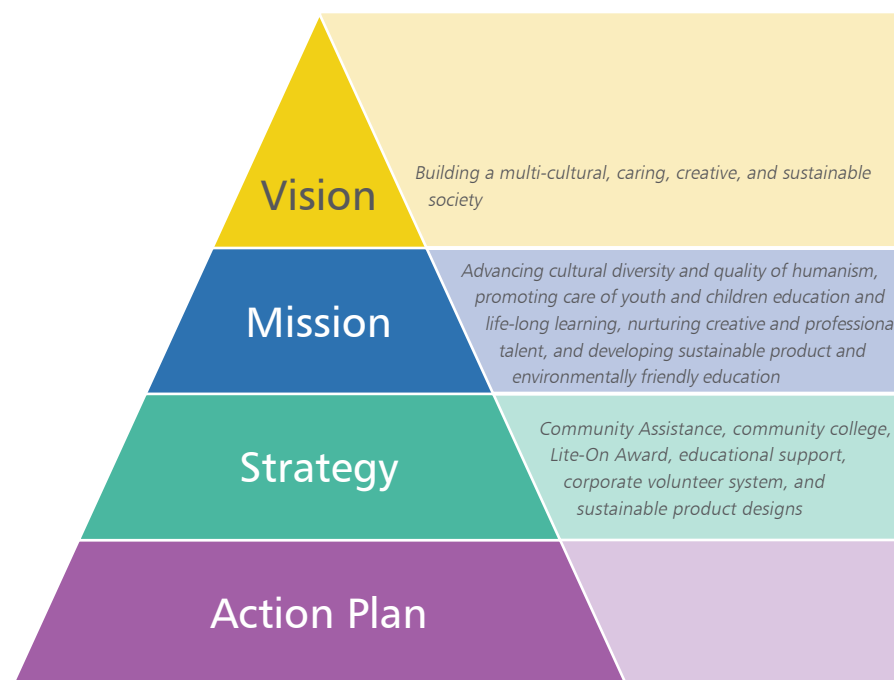 Vision
Building a multi-cultural, caring, creative, and sustainable
society
Mission
Advancing cultural diversity and quality of humanism,
promoting care of youth and children education and
life-long learning, nurturing creative and professiona
talent, and developing sustainable product and
environmentally friendly education
Strategy
Community Assistance, community college,
Lite-On Award, educational support,
corporate volunteer system, and
sustainable product designs
Action Plan